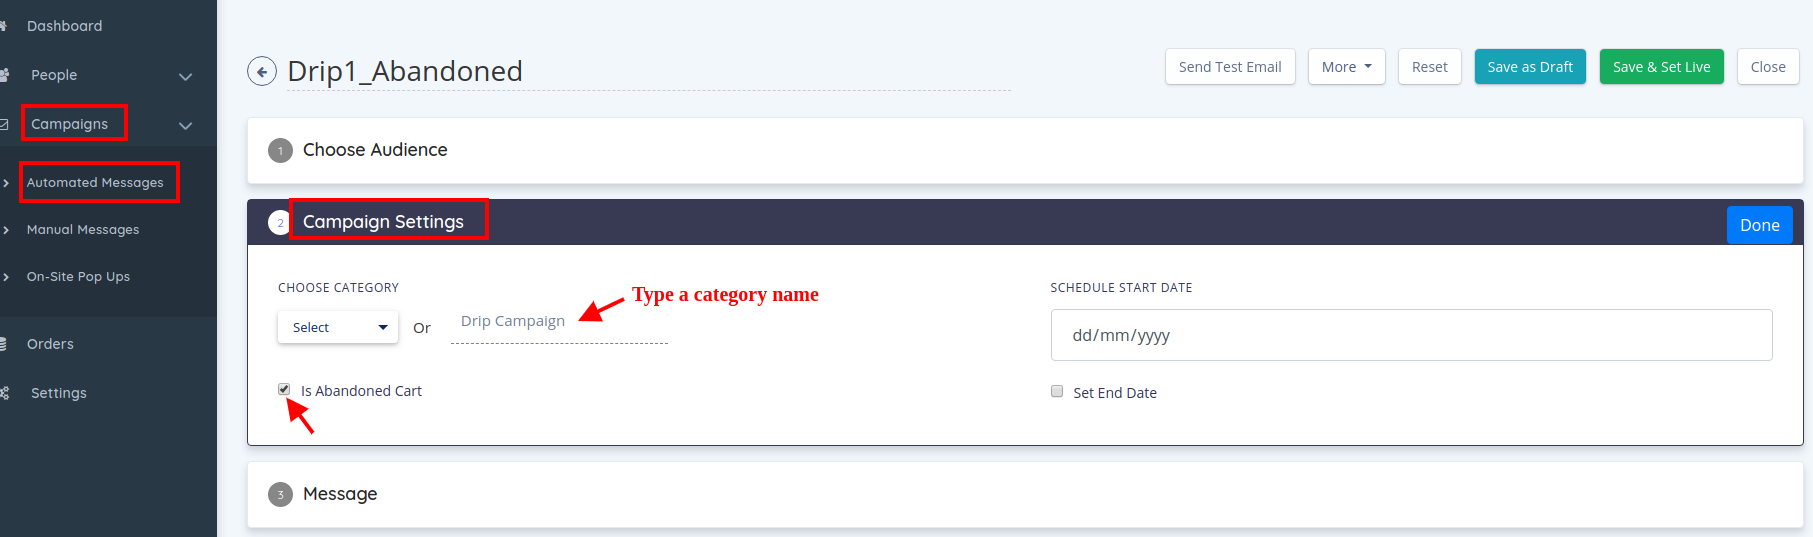 Dashboard
People
Campaigns
Automated Messages
Manual Messages
On-Site Pop Ups
Orders
Settings
Drip1_Abandoned
Send Test Email
More
Reset
Save as Draft
Save & Set Live
Close
1 Choose Audience
2 Campaign Settings
Done
CHOOSE CATEGORY
Select
Or
Drip Campaign
Type a category name
Is Abandoned Cart
SCHEDULE START DATE
dd/mm/yyyy
Set End Date
3 Message